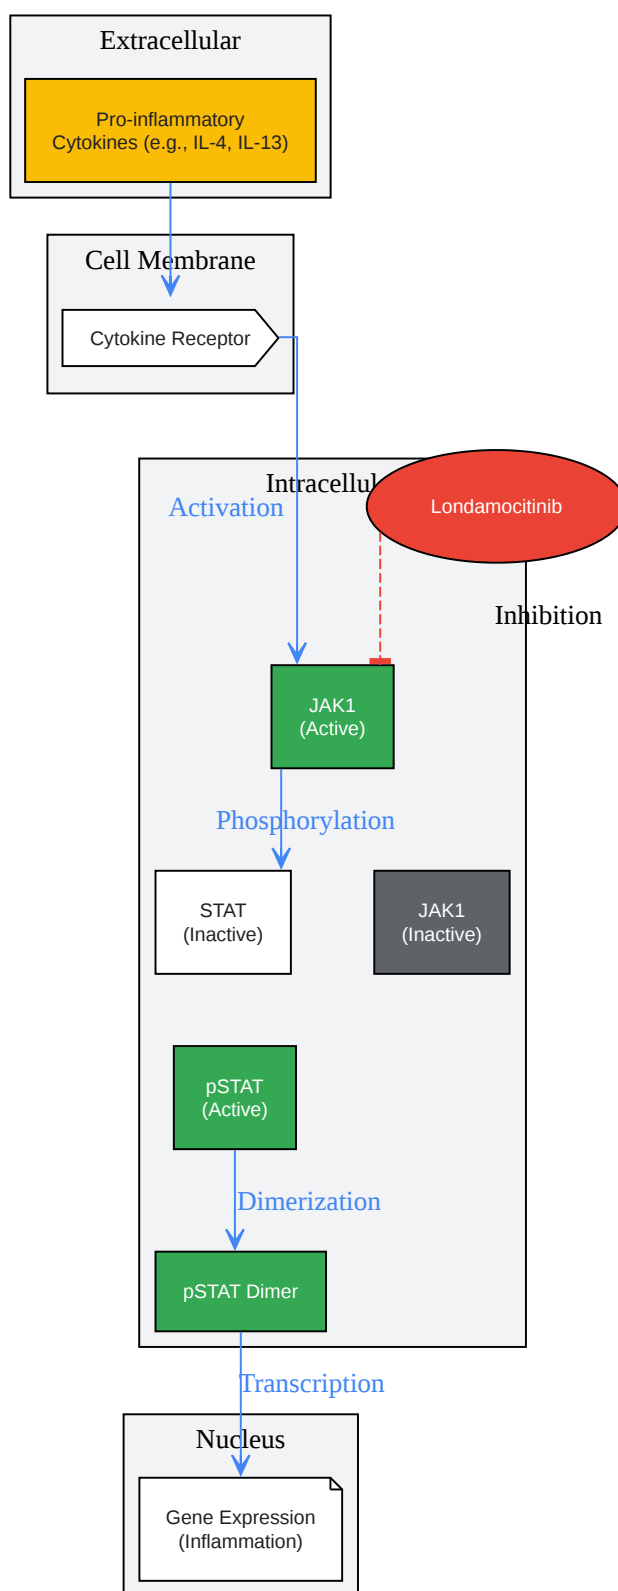 Extracellular
Pro-inflammatory
Cytokines (e.g., IL-4, IL-13)
Cell Membrane
Cytokine Receptor
Intracellul
Londamocitinib
Activation
Inhibition
JAK1
(Active)
Phosphorylation
STAT
(Inactive)
JAK1
(Inactive)
pSTAT
(Active)
Dimerization
pSTAT Dimer
Transcription
Nucleus
Gene Expression
(Inflammation)